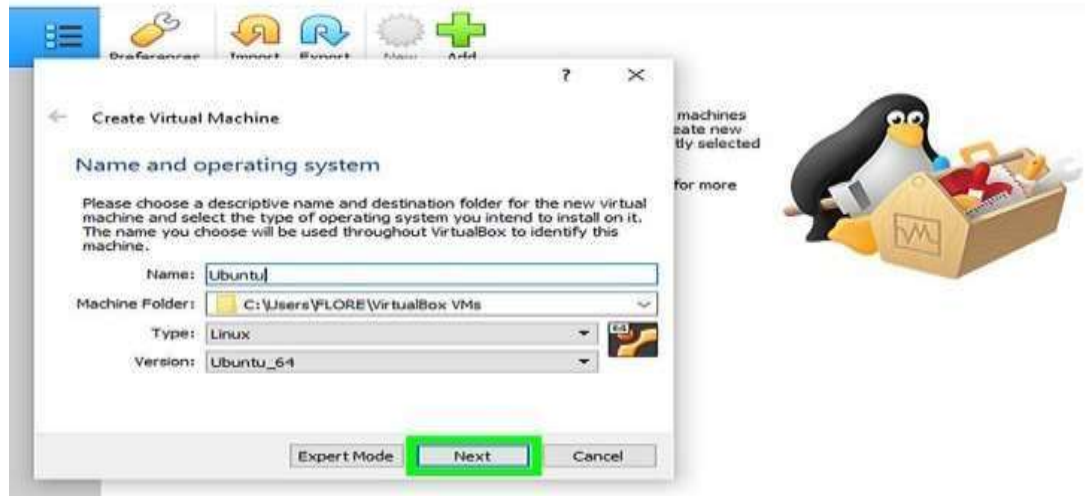 Preferences Import Export New Add
? ×
Create Virtual Machine
machines
eate new
tly selected
for more
Name and operating system
Please choose a descriptive name and destination folder for the new virtual
machine and select the type of operating system you intend to install on it.
The name you choose will be used throughout VirtualBox to identify this
machine.
Name: Ubuntu
Machine Folder: C:\Users\FLORE\VirtualBox VMs
Type: Linux
64
Version: Ubuntu_64
Expert Mode Next Cancel